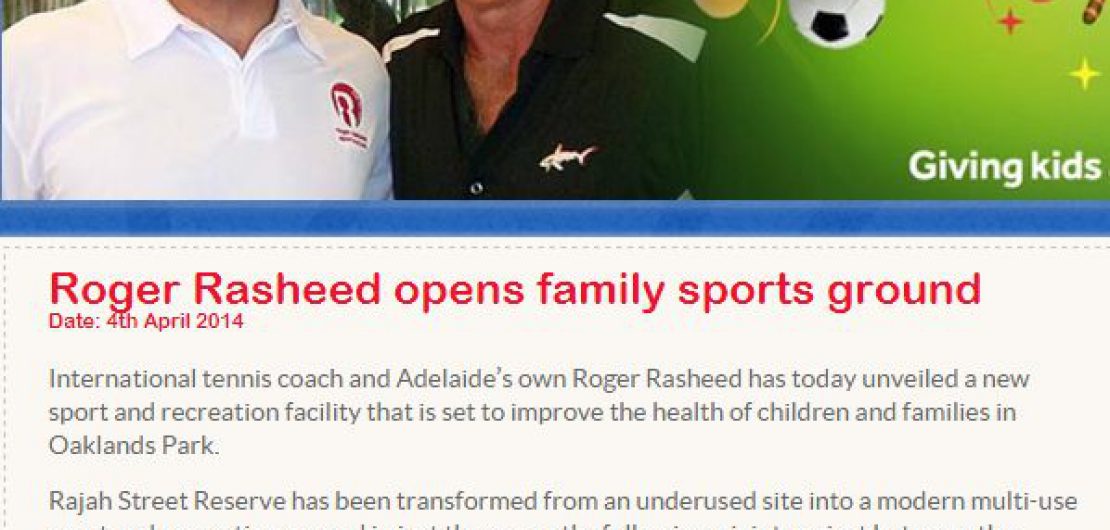 Giving kids
Roger Rasheed opens family sports ground
Date: 4th April 2014
International tennis coach and Adelaide's own Roger Rasheed has today unveiled a new
sport and recreation facility that is set to improve the health of children and families in
Oaklands Park.
Rajah Street Reserve has been transformed from an underused site into a modern multi-use